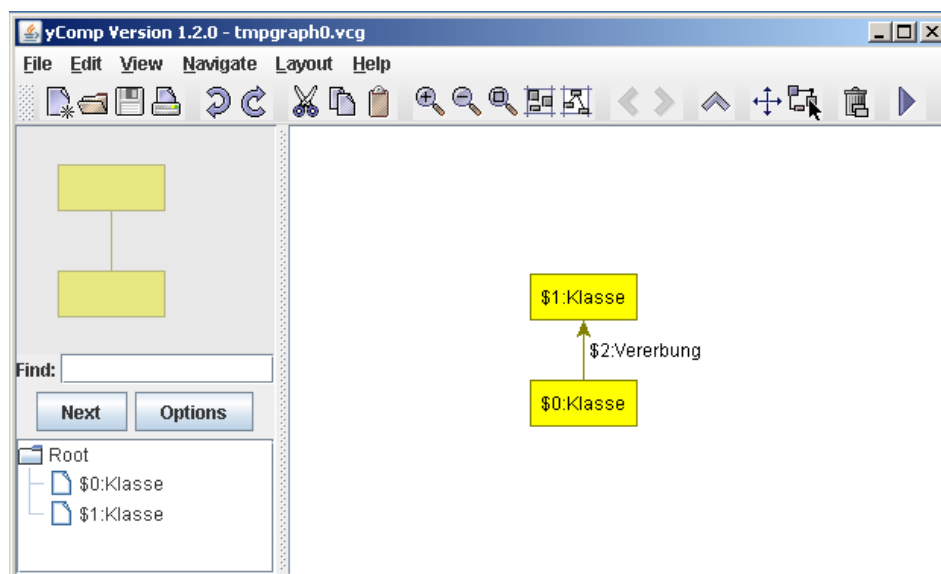 yComp Version 1.2.0 - tmpgraph0.vcg
File Edit View Navigate Layout Help
$1:Klasse
$2:Vererbung
$0:Klasse
Find:
Next Options
Root
$0:Klasse
$1:Klasse